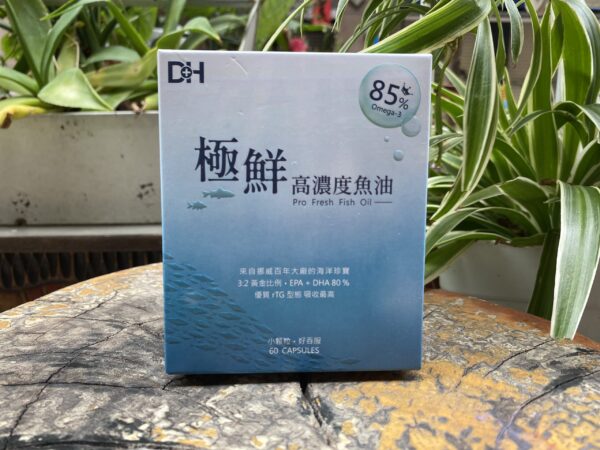 D+H
85%
Omega-3
極鮮 高濃度魚油
Pro Fresh Fish Oil
來自挪威百年大廠的海洋珍寶
3:2 黃金比例，EPA + DHA 80 %
優質 rTG 型態 吸收最高
小顆粒，好吞服
60 CAPSULES